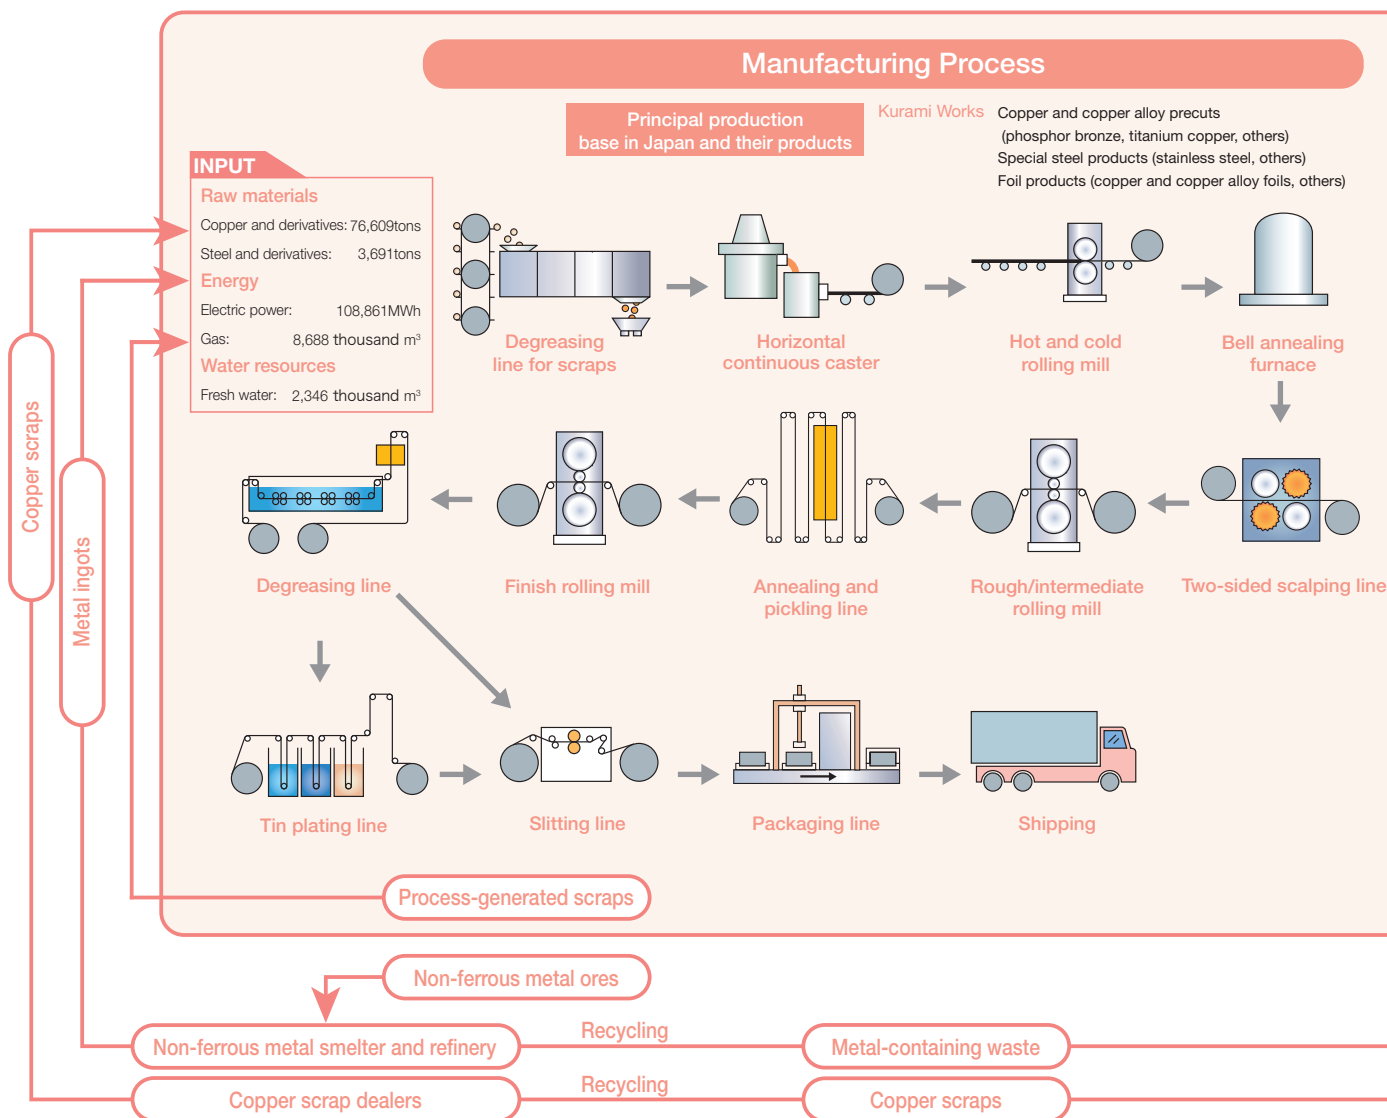 Manufacturing Process
Principal production
base in Japan and their products
Kurami Works
Copper and copper alloy precuts
(phosphor bronze, titanium copper, others)
Special steel products (stainless steel, others)
Foil products (copper and copper alloy foils, others)
INPUT
Raw materials
Copper and derivatives: 76,609tons
Steel and derivatives: 3,691tons
Energy
Electric power: 108,861MWh
Gas: 8,688 thousand m³
Water resources
Fresh water: 2,346 thousand m³
Degreasing
line for scraps
Horizontal
continuous caster
Hot and cold
rolling mill
Bell annealing
furnace
Degreasing line
Finish rolling mill
Annealing and
pickling line
Rough/intermediate
rolling mill
Two-sided scalping line
Tin plating line
Slitting line
Packaging line
Shipping
Copper scraps
Metal ingots
Process-generated scraps
Non-ferrous metal ores
Non-ferrous metal smelter and refinery
Recycling
Metal-containing waste
Copper scrap dealers
Recycling
Copper scraps